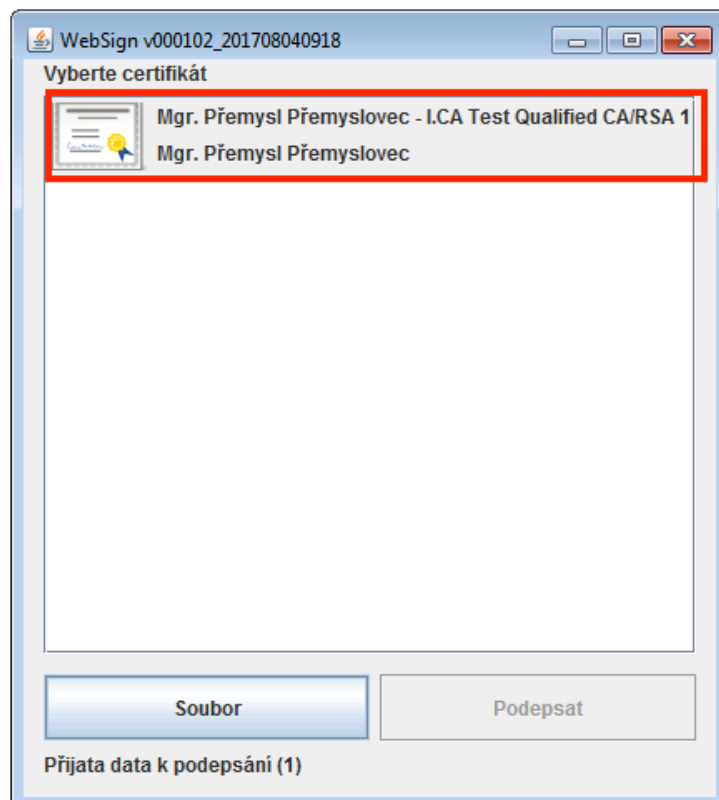 WebSign v000102_201708040918
Vyberte certifikát
Mgr. Přemysl Přemyslovec - I.CA Test Qualified CA/RSA 1
Mgr. Přemysl Přemyslovec
Soubor
Podepsat
Přijata data k podepsání (1)